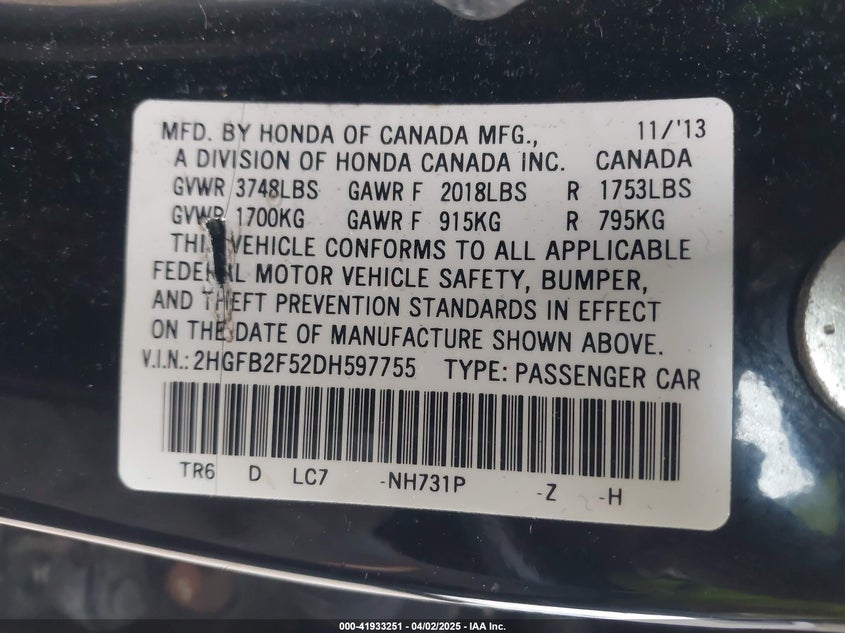 MFD. BY HONDA OF CANADA MFG., 11/'13
A DIVISION OF HONDA CANADA INC. CANADA
GVWR 3748LBS GAWR F 2018LBS R 1753LBS
GVWR 1700KG GAWR F 915KG R 795KG
THIS VEHICLE CONFORMS TO ALL APPLICABLE
FEDERAL MOTOR VEHICLE SAFETY, BUMPER,
AND THEFT PREVENTION STANDARDS IN EFFECT
ON THE DATE OF MANUFACTURE SHOWN ABOVE.
V.I.N.: 2HGFB2F52DH597755 TYPE: PASSENGER CAR
TR6 D LC7 -NH731P -Z -H
000-41933251 - 04/02/2025 - IAA Inc.